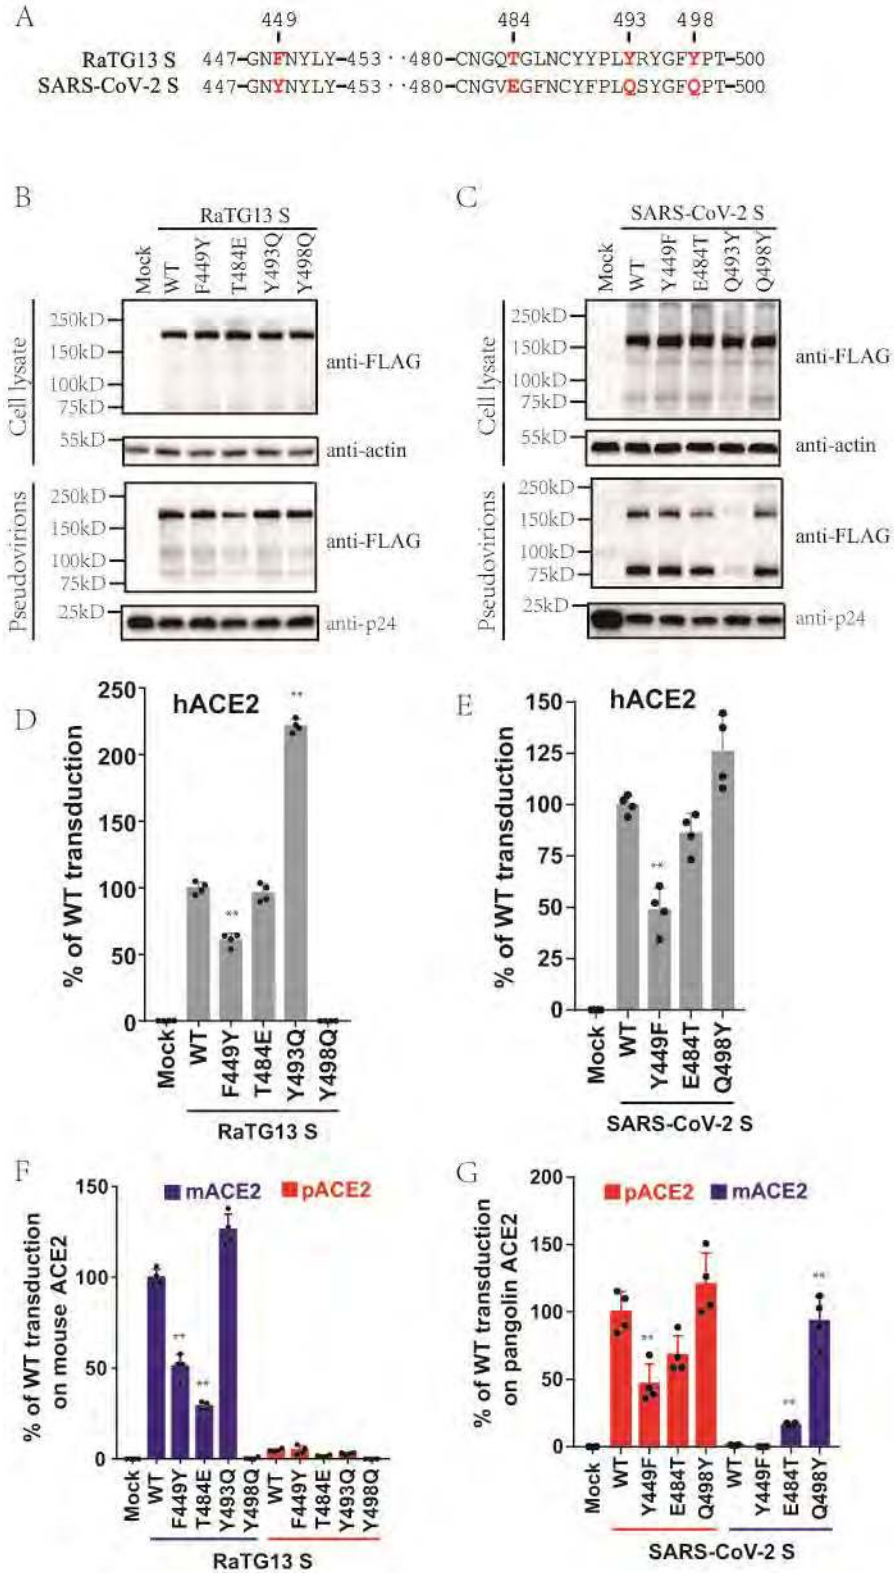 A
449 484 493 498
RaTG13 S 447-GNFNYLY-453 ··480-CNGQTGLNCYYPLYRYGFYPT-500
SARS-CoV-2 S 447-GNYNYLY-453 ··480-CNGVEGFNCYFPLQSYGFQPT-500
B
RaTG13 S
Mock WT F449Y T484E Y493Q Y498Q
Cell lysate
250kD
150kD
100kD
75kD
anti-FLAG
55kD
anti-actin
Pseudovirions
250kD
150kD
100kD
75kD
anti-FLAG
25kD
anti-p24
C
SARS-CoV-2 S
Mock WT Y449F E484T Q493Y Q498Y
Cell lysate
250kD
150kD
100kD
75kD
anti-FLAG
55kD
anti-actin
Pseudovirions
250kD
150kD
100kD
75kD
anti-FLAG
25kD
anti-p24
D
hACE2
% of WT transduction
250
200
150
100
50
0
**
**
Mock WT F449Y T484E Y493Q Y498Q
RaTG13 S
E
hACE2
% of WT transduction
150
125
100
75
50
25
0
**
Mock WT Y449F E484T Q498Y
SARS-CoV-2 S
F
mACE2 pACE2
% of WT transduction
on mouse ACE2
150
100
50
0
**
**
Mock WT F449Y T484E Y493Q Y498Q WT F449Y T484E Y493Q Y498Q
RaTG13 S
G
pACE2 mACE2
% of WT transduction
on pangolin ACE2
200
150
100
50
0
**
**
**
Mock WT Y449F E484T Q498Y WT Y449F E484T Q498Y
SARS-CoV-2 S